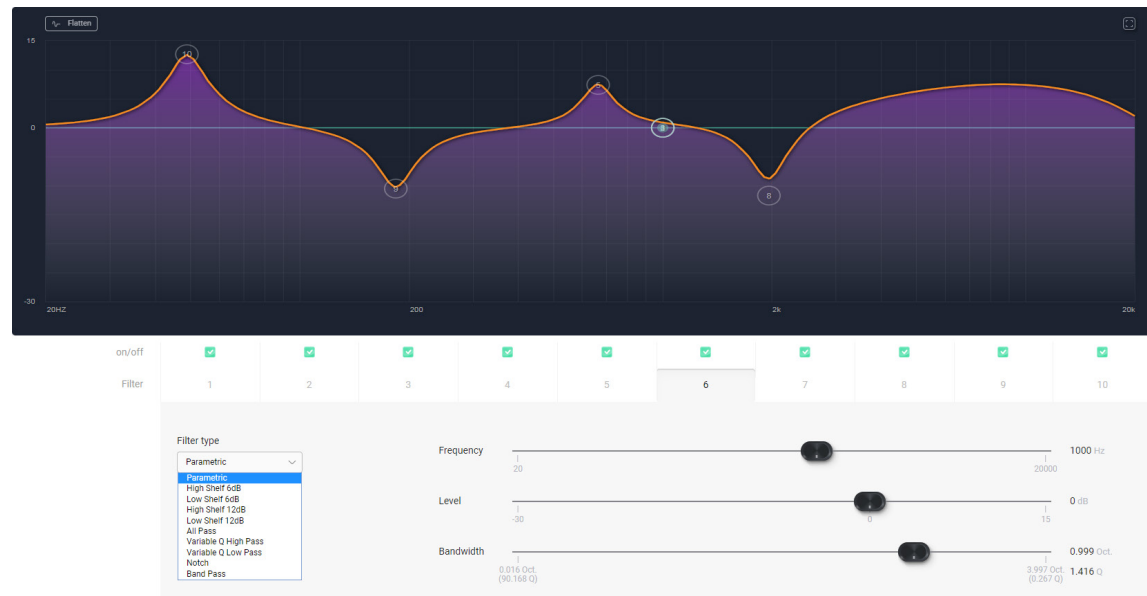 Flatten
15
10
5
0
9
8
-30
20HZ
200
2k
20k
on/off
Filter 1 2 3 4 5 6 7 8 9 10
Filter type
Parametric
Parametric
High Shelf 6dB
Low Shelf 6dB
High Shelf 12dB
Low Shelf 12dB
All Pass
Variable Q High Pass
Variable Q Low Pass
Notch
Band Pass
Frequency 1000 Hz
20 20000
Level 0 dB
-30 0 15
Bandwidth 0.999 Oct.
0.016 Oct. 3.997 Oct.
(90.168 Q) (0.267 Q) 1.416 Q